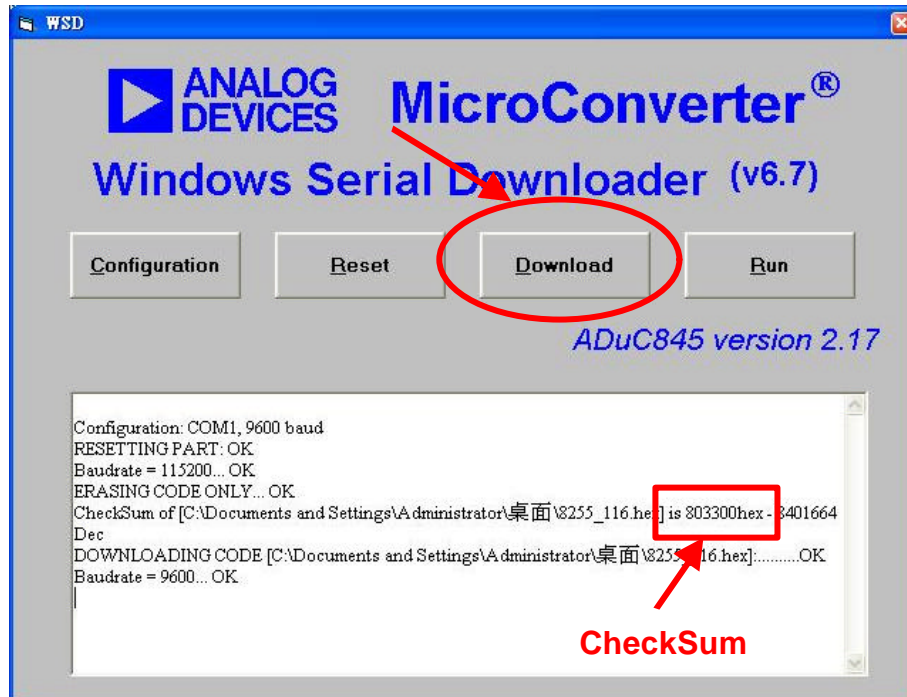 WSD
ANALOG
DEVICES
MicroConverter®
Windows Serial Downloader (v6.7)
Configuration
Reset
Download
Run
ADuC845 version 2.17
Configuration: COM1, 9600 baud
RESETTING PART: OK
Baudrate = 115200... OK
ERASING CODE ONLY... OK
CheckSum of [C:\Documents and Settings\Administrator\桌面\8255_116.hex] is 803300hex - 8401664
Dec
DOWNLOADING CODE [C:\Documents and Settings\Administrator\桌面\8255_116.hex]:..........OK
Baudrate = 9600... OK
CheckSum